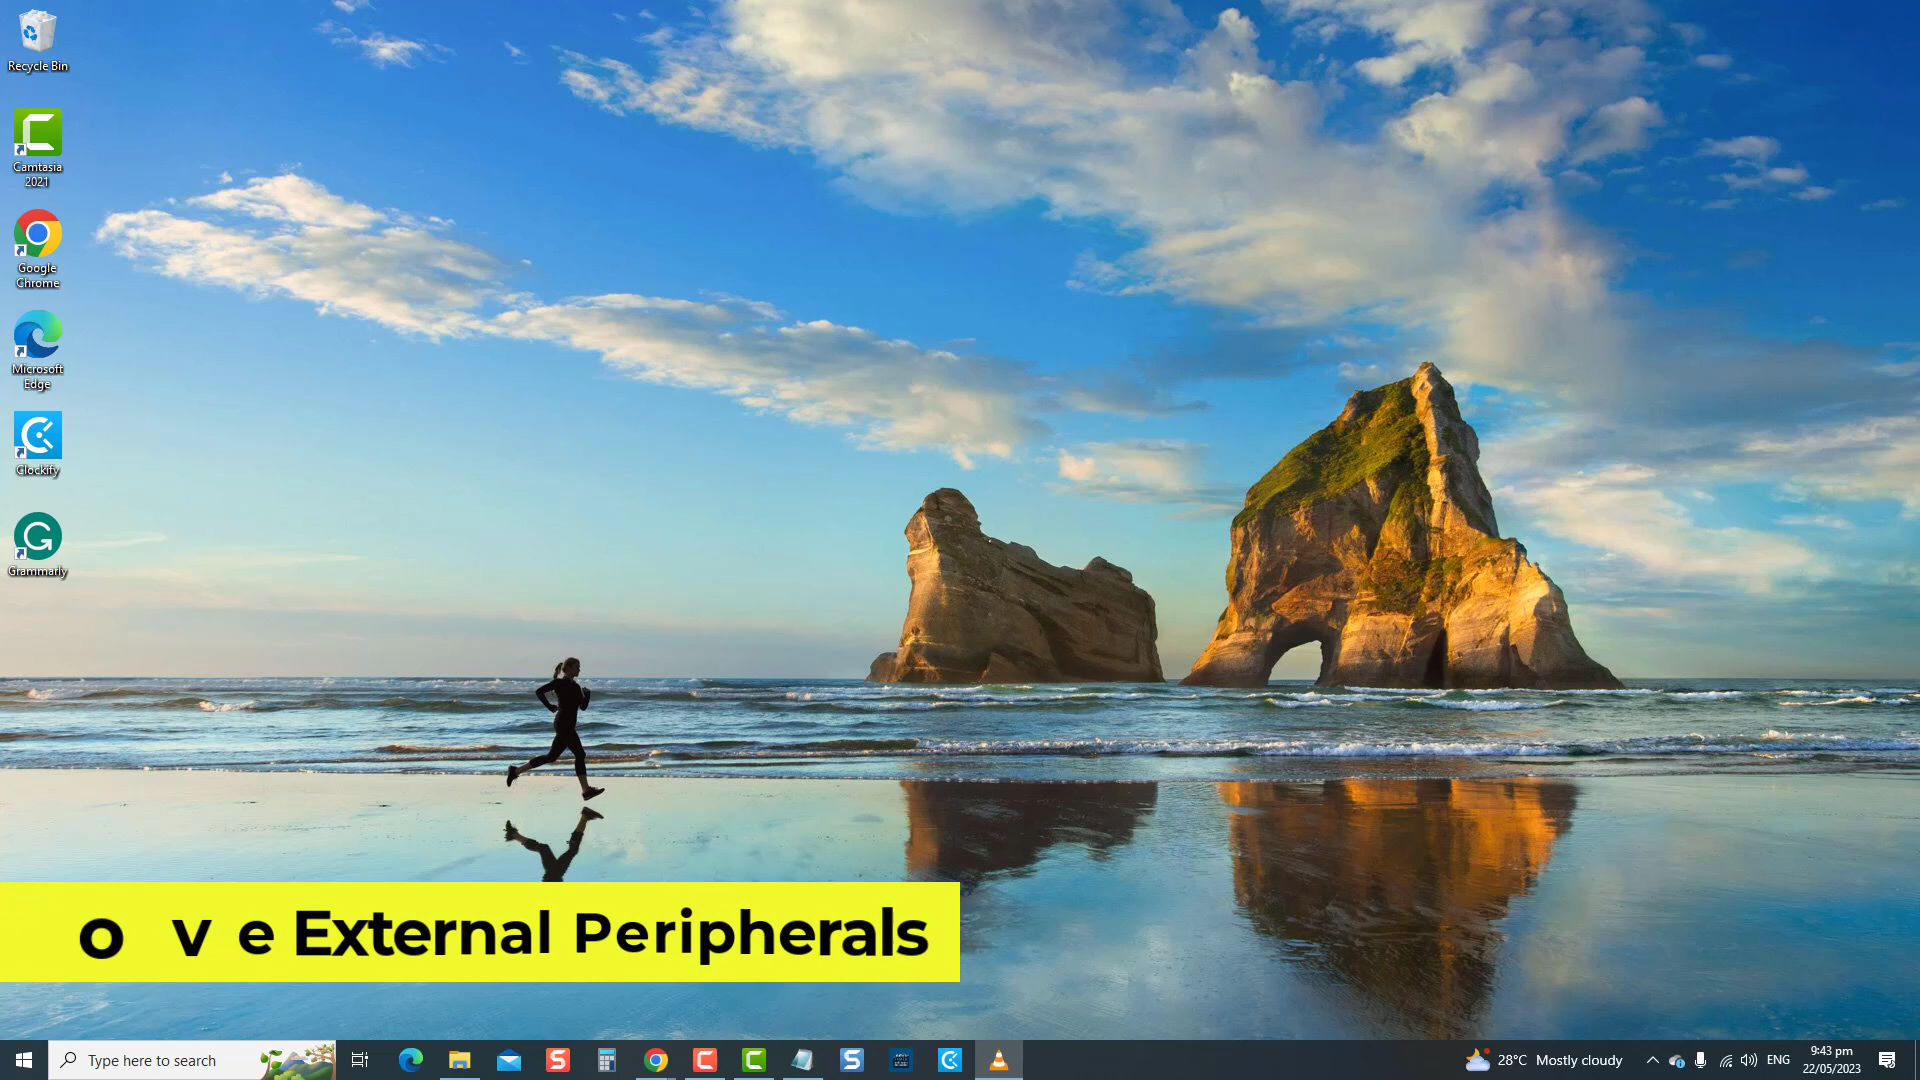 Recycle Bin
Camtasia
2021
Google
Chrome
Microsoft
Edge
Clockify
Grammarly
o v e External Peripherals
Type here to search
28°C Mostly cloudy
ENG
9:43 pm
22/05/2023